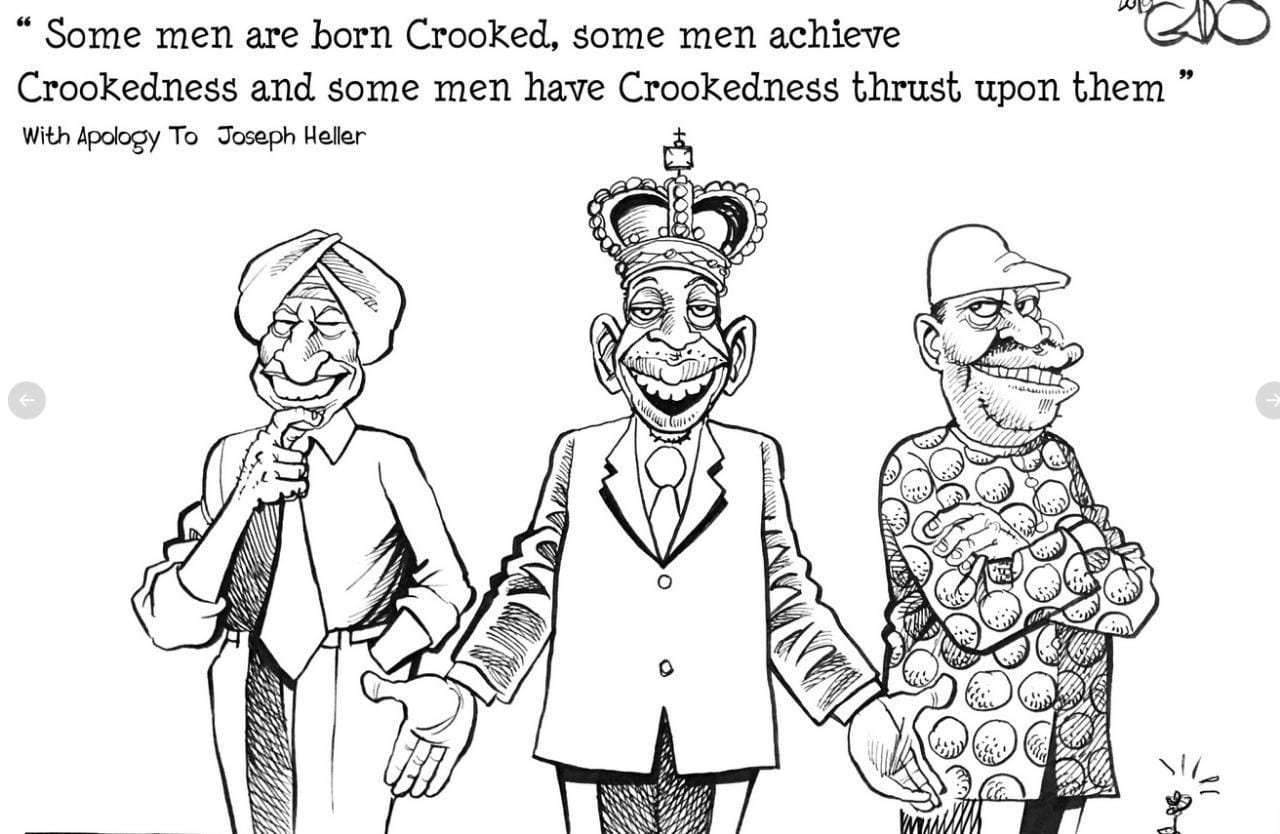 “ Some men are born Crooked, some men achieve
Crookedness and some men have Crookedness thrust upon them ”
With Apology To Joseph Heller
GADO